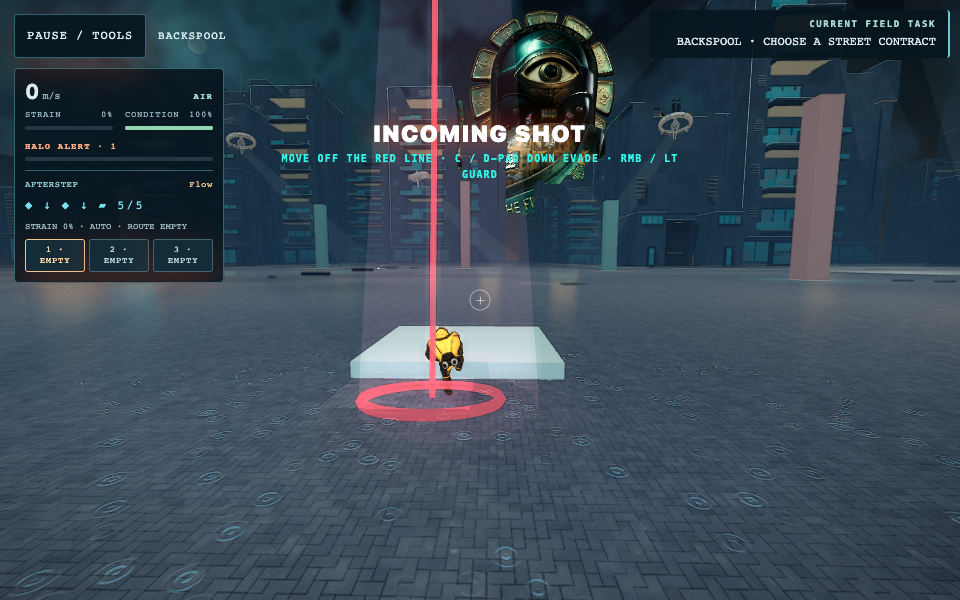 PAUSE / TOOLS
BACKSPOOL
CURRENT FIELD TASK
BACKSPOOL · CHOOSE A STREET CONTRACT
0 m/s
AIR
STRAIN 0%
CONDITION 100%
HALO ALERT · 1
AFTERSTEP
Flow
5/5
STRAIN 0% · AUTO · ROUTE EMPTY
1 ·
EMPTY
2 ·
EMPTY
3 ·
EMPTY
INCOMING SHOT
MOVE OFF THE RED LINE · C / D-PAD DOWN EVADE · RMB / LT
GUARD